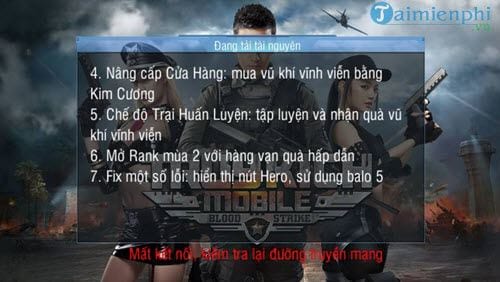 Taimienphi
.vn
Đang tải tài nguyên
4. Nâng cấp Cửa Hàng: mua vũ khí vĩnh viễn bằng
Kim Cương
5. Chế độ Trại Huấn Luyện: tập luyện và nhận quà vũ
khí vĩnh viễn
6. Mở Rank mùa 2 với hàng vạn quà hấp dẫn
7. Fix một số lỗi: hiển thị nút Hero, sử dụng balo 5
MOBILE
BLOOD STRIKE
Mất kết nối, kiểm tra lại đường truyền mạng